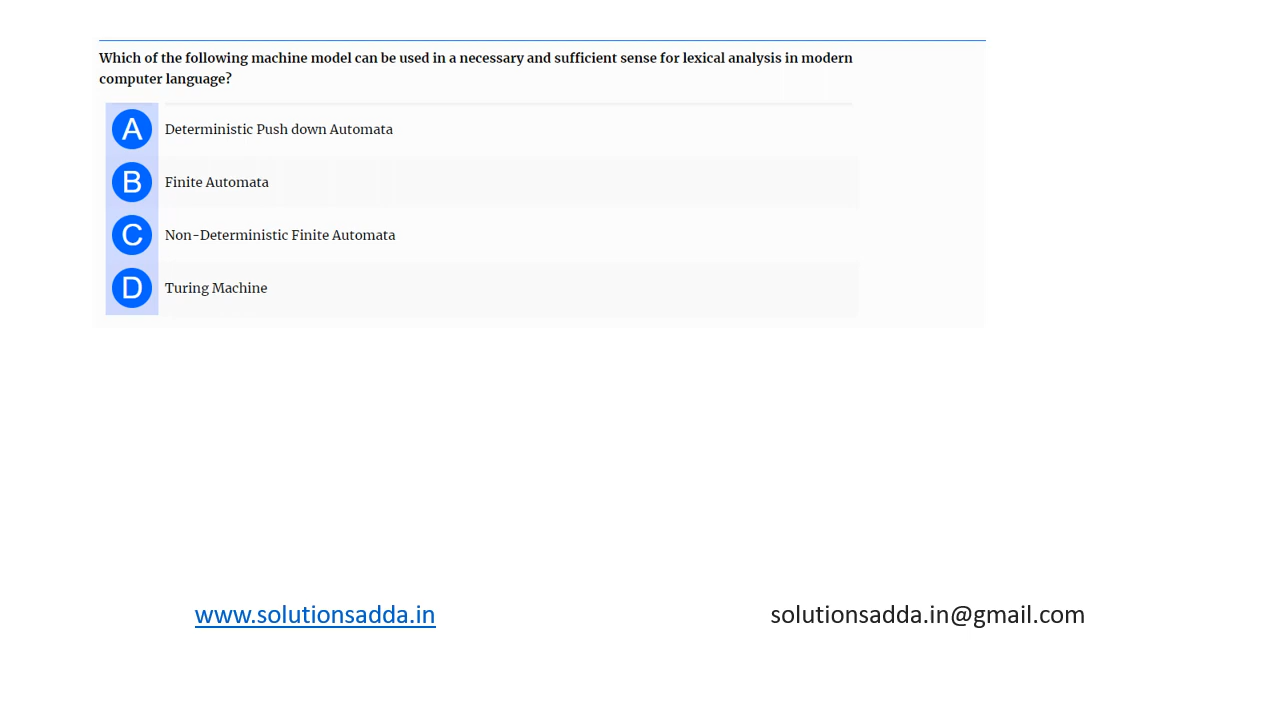 Which of the following machine model can be used in a necessary and sufficient sense for lexical analysis in modern
computer language?
A Deterministic Push down Automata
B Finite Automata
C Non-Deterministic Finite Automata
D Turing Machine
www.solutionsadda.in solutionsadda.in@gmail.com